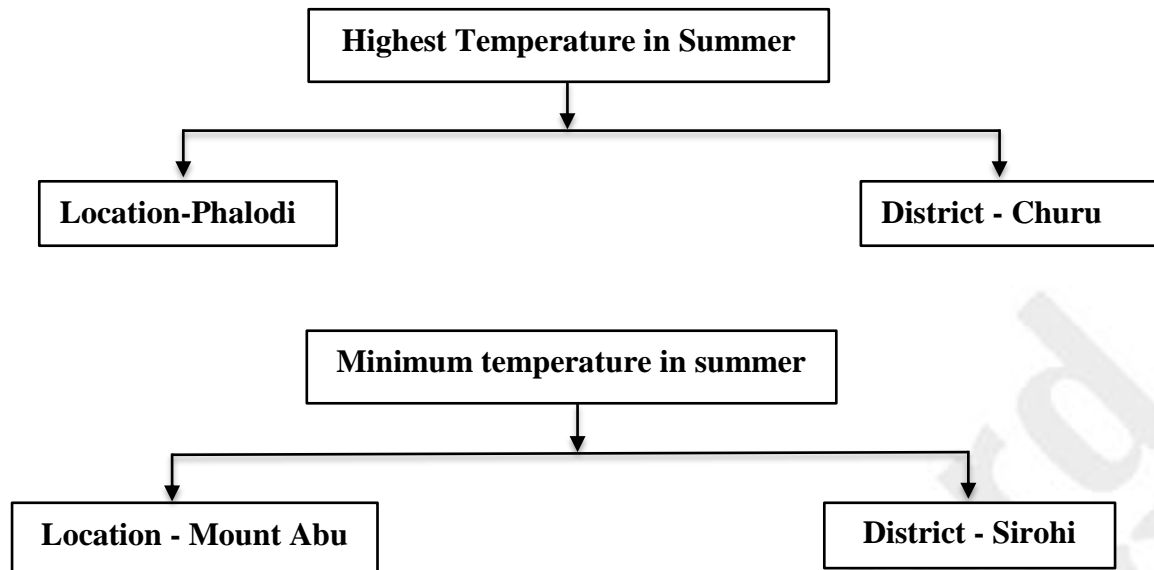 Highest Temperature in Summer
Location-Phalodi
District - Churu
Minimum temperature in summer
Location - Mount Abu
District - Sirohi